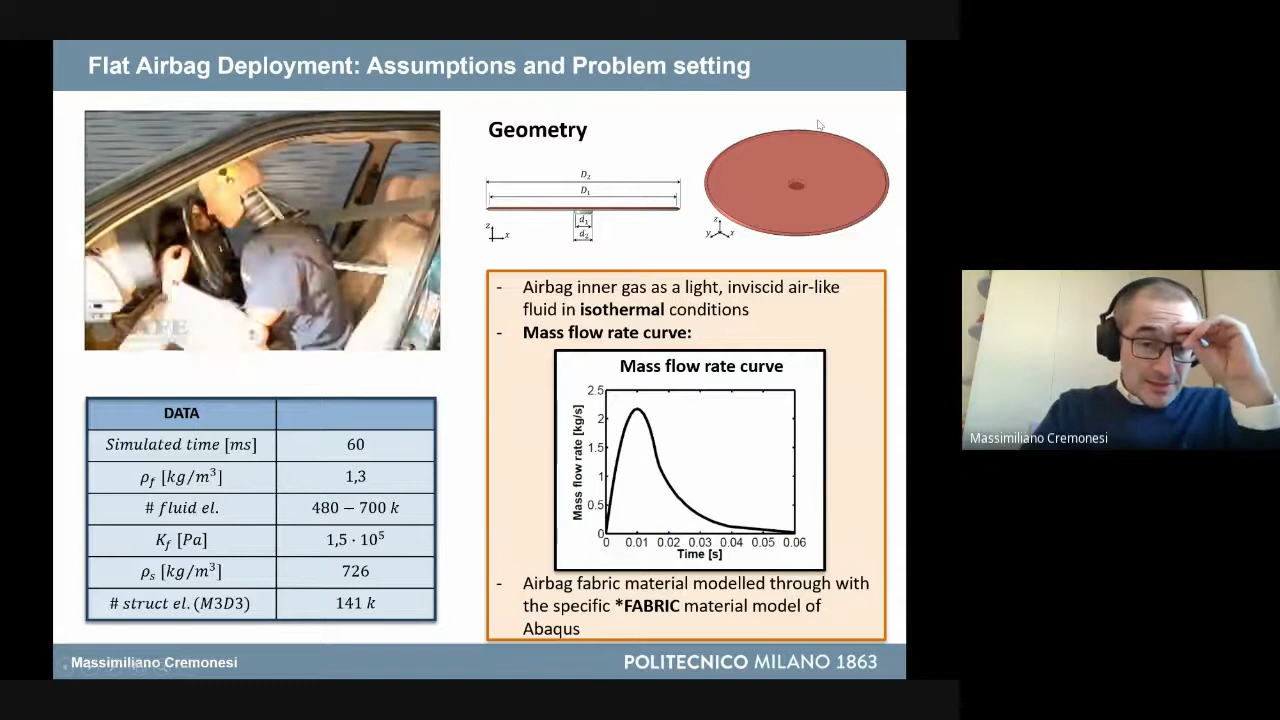 Flat Airbag Deployment: Assumptions and Problem setting
Geometry
D₂
D₁
d₁
d₂
z
x
z
y
x
- Airbag inner gas as a light, inviscid air-like
fluid in isothermal conditions
- Mass flow rate curve:
Mass flow rate curve
Mass flow rate [kg/s]
2.5
2
1.5
1
0.5
0
0 0.01 0.02 0.03 0.04 0.05 0.06
Time [s]
- Airbag fabric material modelled through with
the specific *FABRIC material model of
Abaqus
DATA
Simulated time [ms] 60
ρf [kg/m³] 1,3
# fluid el. 480 − 700 k
Kf [Pa] 1,5 · 10⁵
ρs [kg/m³] 726
# struct el. (M3D3) 141 k
Massimiliano Cremonesi
POLITECNICO MILANO 1863
Massimiliano Cremonesi